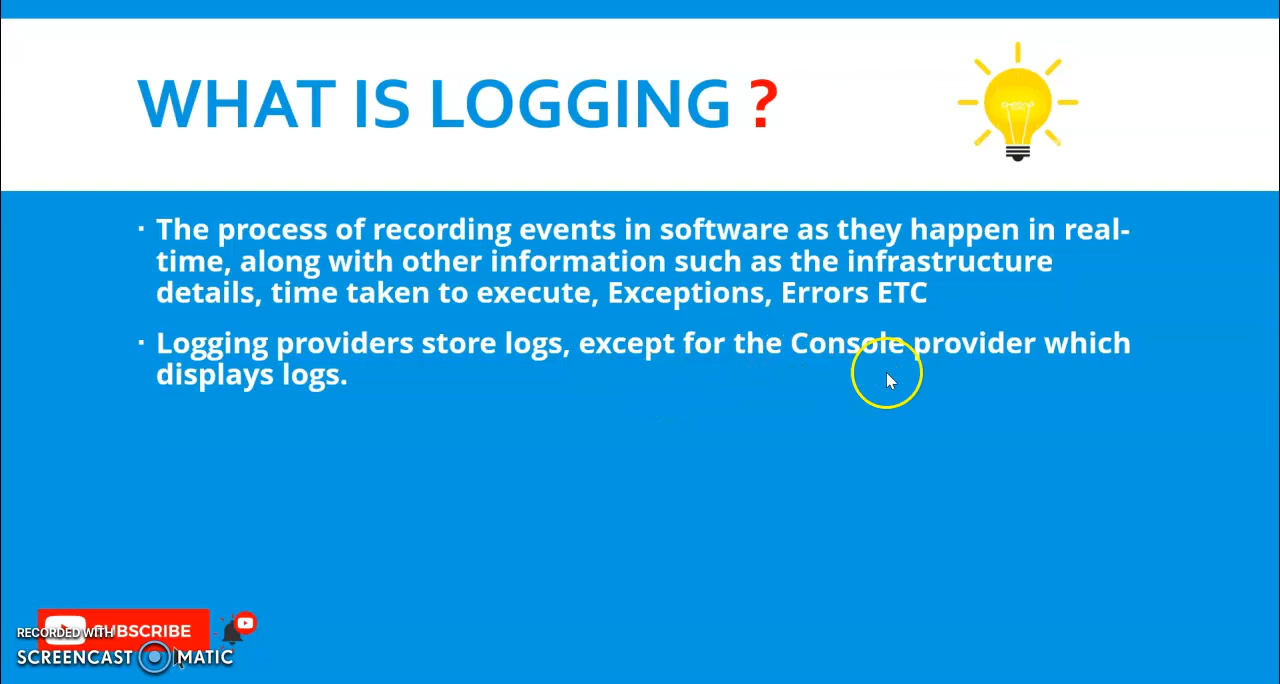 WHAT IS LOGGING ?
· The process of recording events in software as they happen in real-
time, along with other information such as the infrastructure
details, time taken to execute, Exceptions, Errors ETC
· Logging providers store logs, except for the Console provider which
displays logs.
SUBSCRIBE
RECORDED WITH
SCREENCAST MATIC